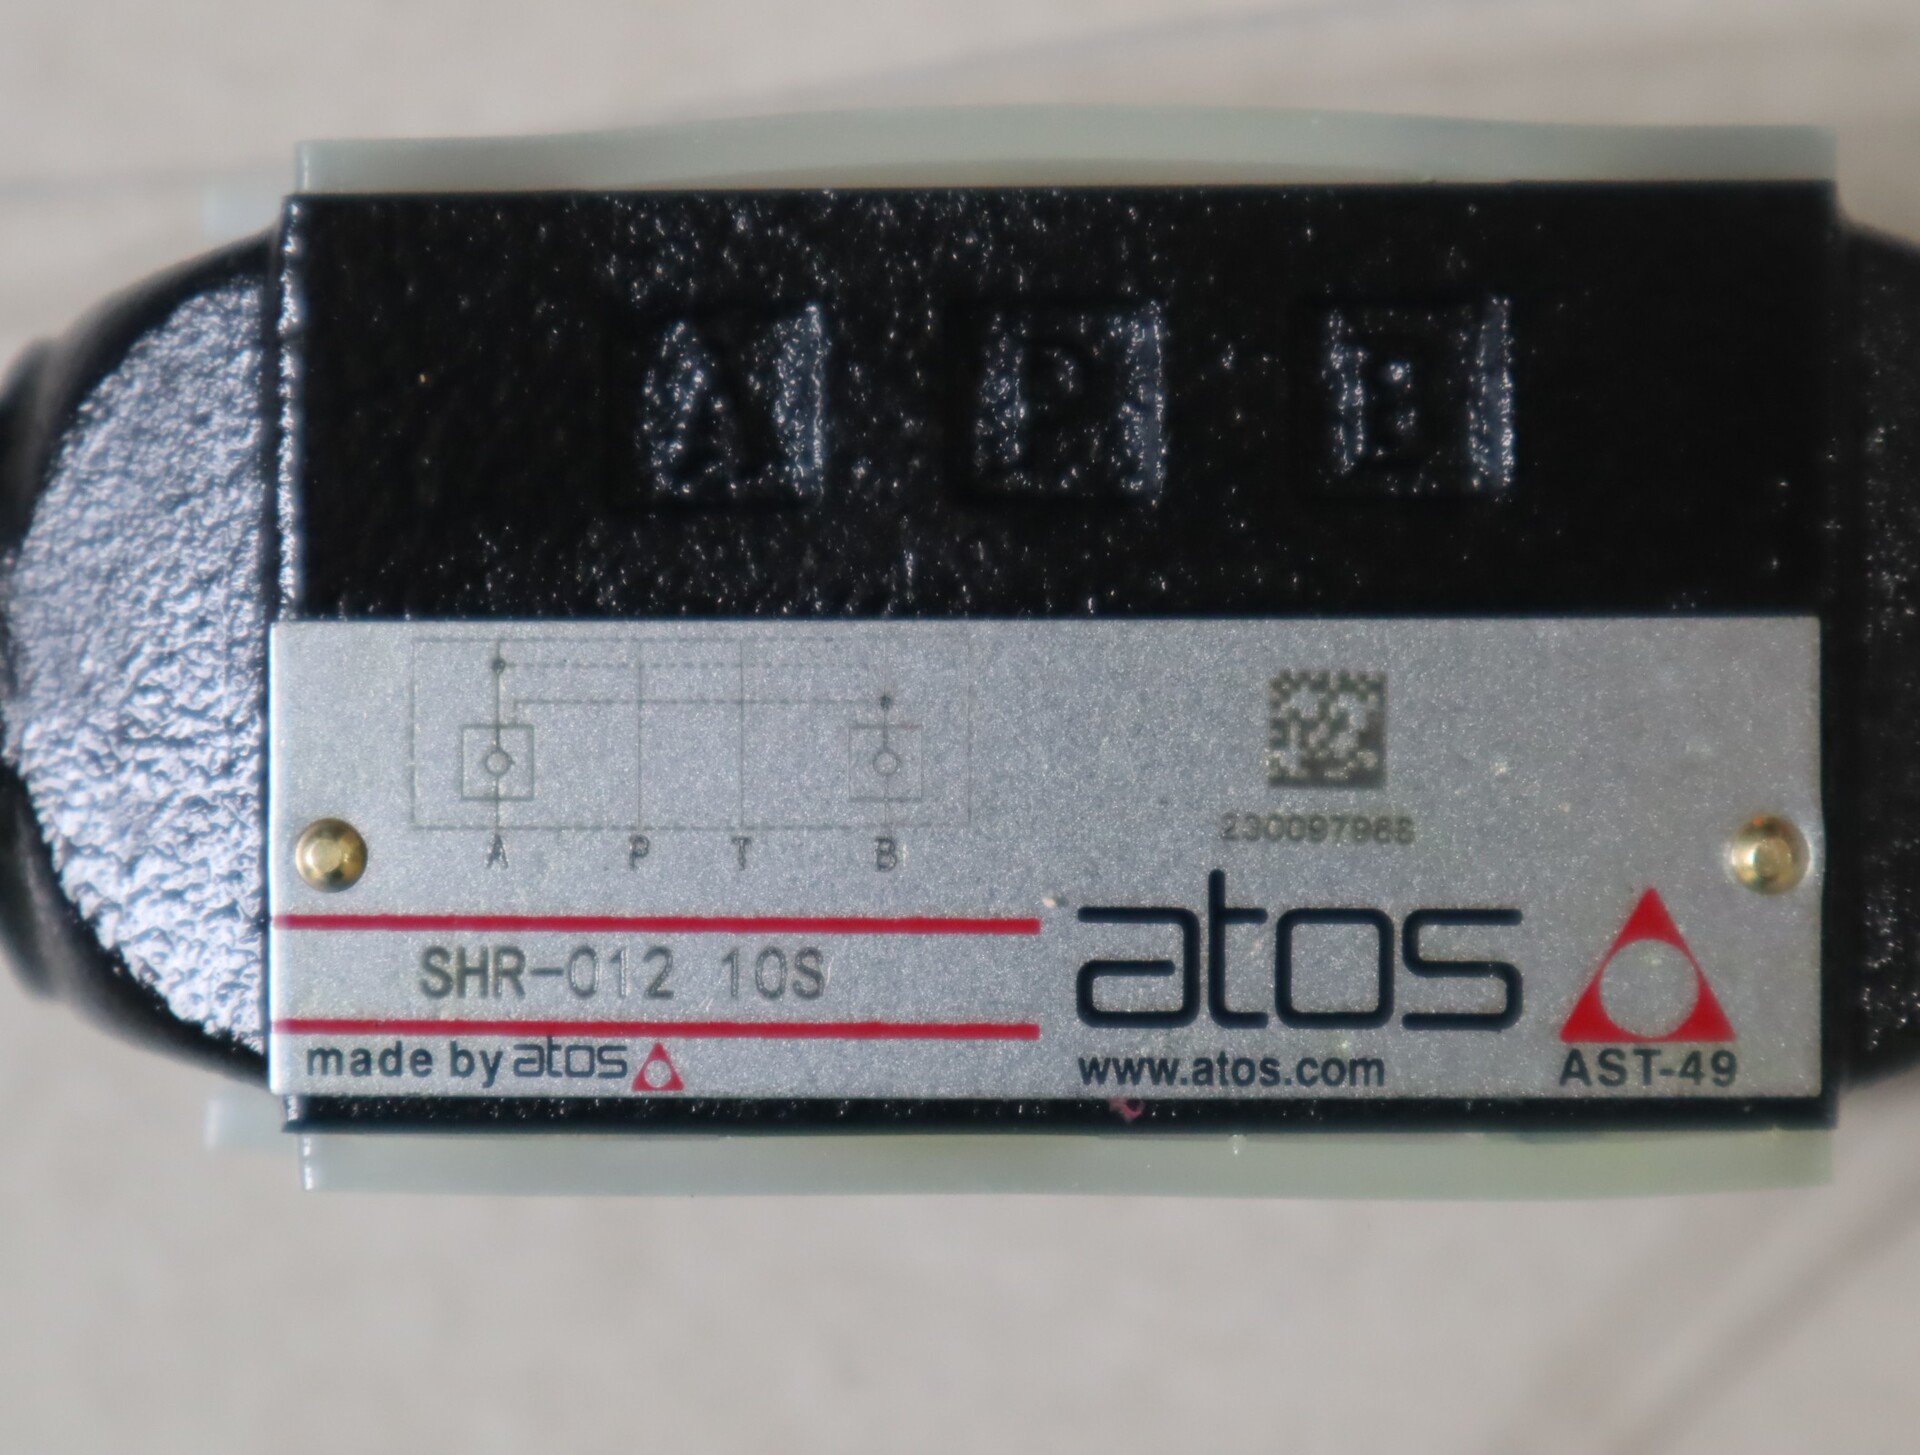 A P B
A P T B
230097968
SHR-012 10S
atos
made by atos
www.atos.com
AST-49